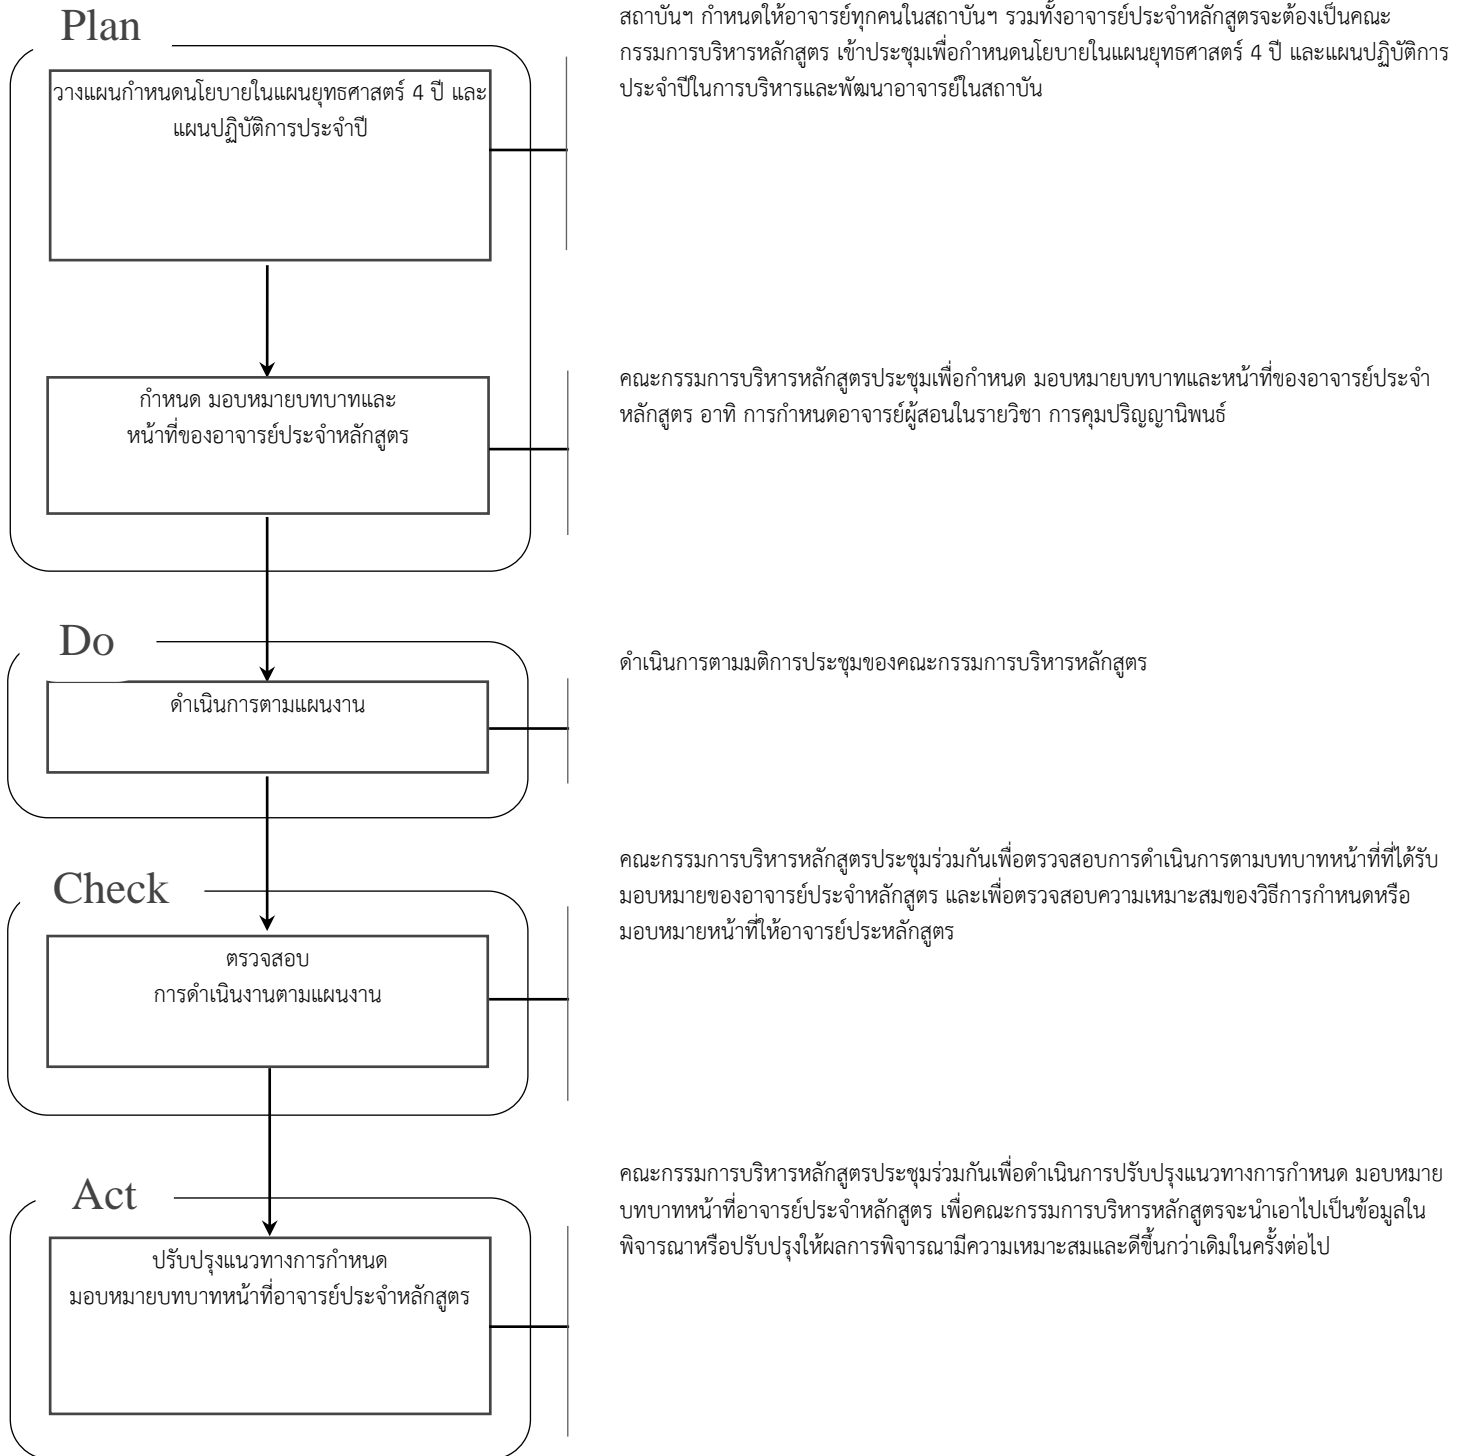 Plan
สถาบันฯ กำหนดให้อาจารย์ทุกคนในสถาบันฯ รวมทั้งอาจารย์ประจำหลักสูตรจะต้องเป็นคณะ
กรรมการบริหารหลักสูตร เข้าประชุมเพื่อกำหนดนโยบายในแผนยุทธศาสตร์ 4 ปี และแผนปฏิบัติการ
ประจำปีในการบริหารและพัฒนาอาจารย์ในสถาบัน
วางแผนกำหนดนโยบายในแผนยุทธศาสตร์ 4 ปี และ
แผนปฏิบัติการประจำปี
กำหนด มอบหมายบทบาทและ
หน้าที่ของอาจารย์ประจำหลักสูตร
คณะกรรมการบริหารหลักสูตรประชุมเพื่อกำหนด มอบหมายบทบาทและหน้าที่ของอาจารย์ประจำ
หลักสูตร อาทิ การกำหนดอาจารย์ผู้สอนในรายวิชา การคุมปริญญานิพนธ์
Do
ดำเนินการตามแผนงาน
ดำเนินการตามมติการประชุมของคณะกรรมการบริหารหลักสูตร
Check
ตรวจสอบ
การดำเนินงานตามแผนงาน
คณะกรรมการบริหารหลักสูตรประชุมร่วมกันเพื่อตรวจสอบการดำเนินการตามบทบาทหน้าที่ที่ได้รับ
มอบหมายของอาจารย์ประจำหลักสูตร และเพื่อตรวจสอบความเหมาะสมของวิธีการกำหนดหรือ
มอบหมายหน้าที่ให้อาจารย์ประหลักสูตร
Act
ปรับปรุงแนวทางการกำหนด
มอบหมายบทบาทหน้าที่อาจารย์ประจำหลักสูตร
คณะกรรมการบริหารหลักสูตรประชุมร่วมกันเพื่อดำเนินการปรับปรุงแนวทางการกำหนด มอบหมาย
บทบาทหน้าที่อาจารย์ประจำหลักสูตร เพื่อคณะกรรมการบริหารหลักสูตรจะนำเอาไปเป็นข้อมูลใน
พิจารณาหรือปรับปรุงให้ผลการพิจารณามีความเหมาะสมและดีขึ้นกว่าเดิมในครั้งต่อไป